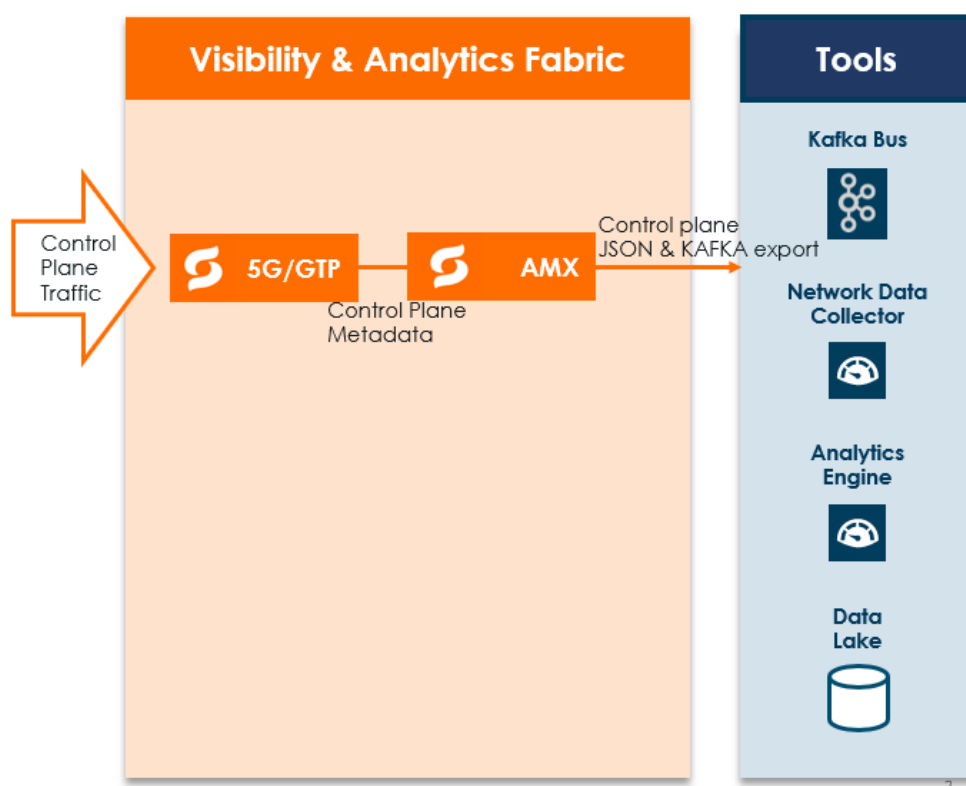 Visibility & Analytics Fabric
Tools
Control
Plane
Traffic
5G/GTP
Control Plane
Metadata
AMX
Control plane
JSON & KAFKA export
Kafka Bus
Network Data
Collector
Analytics
Engine
Data
Lake